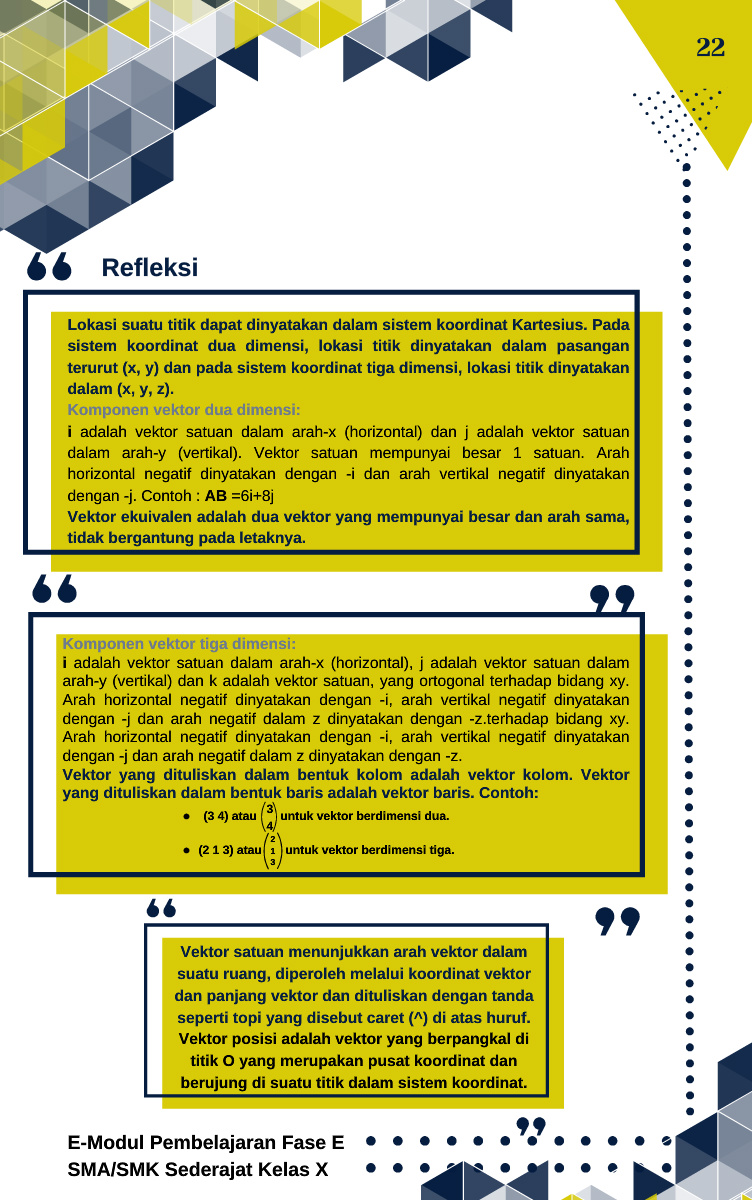 22
Refleksi
Lokasi suatu titik dapat dinyatakan dalam sistem koordinat Kartesius. Pada
sistem koordinat dua dimensi, lokasi titik dinyatakan dalam pasangan
terurut (x, y) dan pada sistem koordinat tiga dimensi, lokasi titik dinyatakan
dalam (x, y, z).
Komponen vektor dua dimensi:
i adalah vektor satuan dalam arah-x (horizontal) dan j adalah vektor satuan
dalam arah-y (vertikal). Vektor satuan mempunyai besar 1 satuan. Arah
horizontal negatif dinyatakan dengan -i dan arah vertikal negatif dinyatakan
dengan -j. Contoh : AB =6i+8j
Vektor ekuivalen adalah dua vektor yang mempunyai besar dan arah sama,
tidak bergantung pada letaknya.
Komponen vektor tiga dimensi:
i adalah vektor satuan dalam arah-x (horizontal), j adalah vektor satuan dalam
arah-y (vertikal) dan k adalah vektor satuan, yang ortogonal terhadap bidang xy.
Arah horizontal negatif dinyatakan dengan -i, arah vertikal negatif dinyatakan
dengan -j dan arah negatif dalam z dinyatakan dengan -z.terhadap bidang xy.
Arah horizontal negatif dinyatakan dengan -i, arah vertikal negatif dinyatakan
dengan -j dan arah negatif dalam z dinyatakan dengan -z.
Vektor yang dituliskan dalam bentuk kolom adalah vektor kolom. Vektor
yang dituliskan dalam bentuk baris adalah vektor baris. Contoh:
● (3 4) atau (3 4) untuk vektor berdimensi dua.
● (2 1 3) atau (2 1 3) untuk vektor berdimensi tiga.
Vektor satuan menunjukkan arah vektor dalam
suatu ruang, diperoleh melalui koordinat vektor
dan panjang vektor dan dituliskan dengan tanda
seperti topi yang disebut caret (^) di atas huruf.
Vektor posisi adalah vektor yang berpangkal di
titik O yang merupakan pusat koordinat dan
berujung di suatu titik dalam sistem koordinat.
E-Modul Pembelajaran Fase E
SMA/SMK Sederajat Kelas X